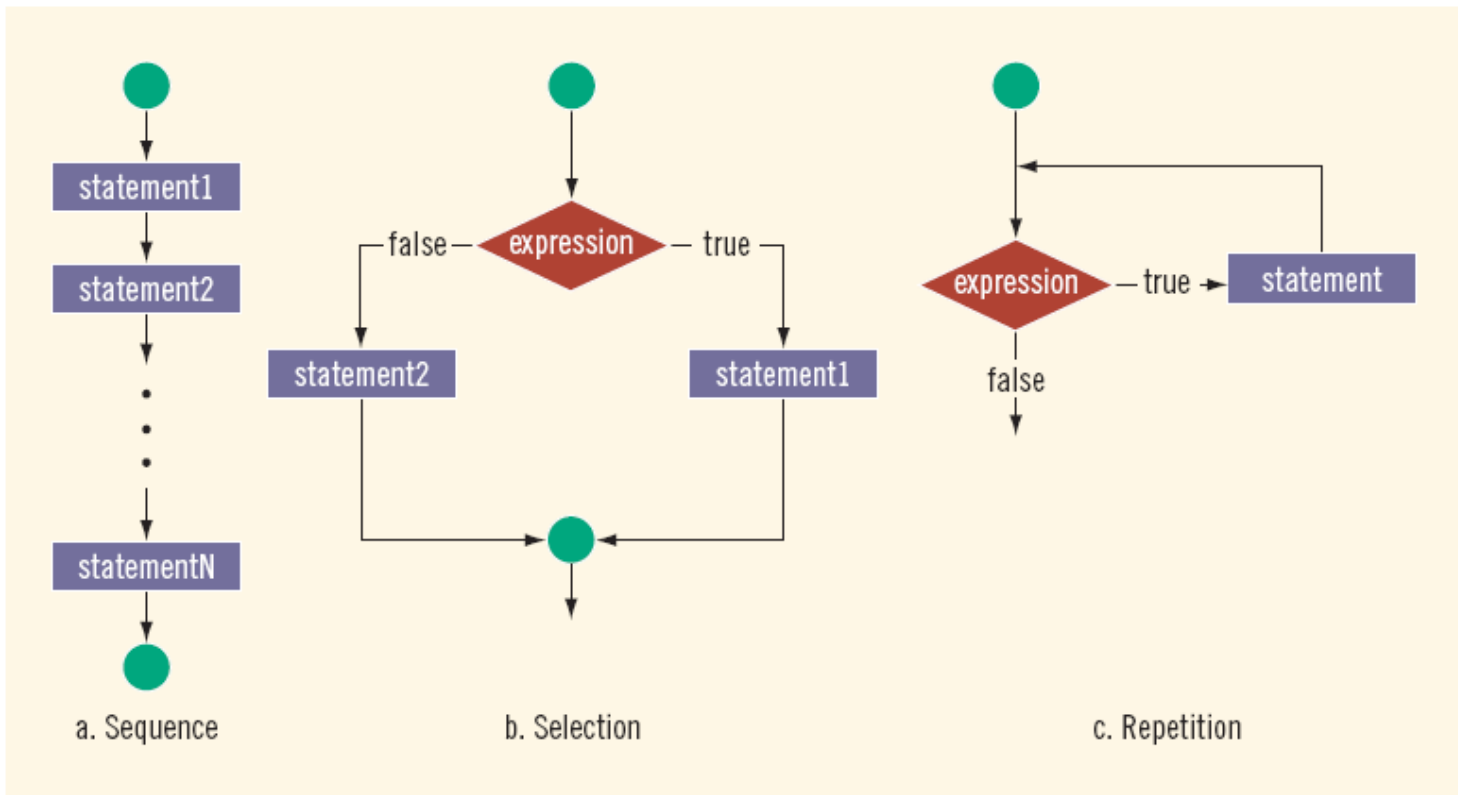 statement1
statement2
statementN
a. Sequence
expression
false
true
statement2
statement1
b. Selection
expression
true
statement
false
c. Repetition